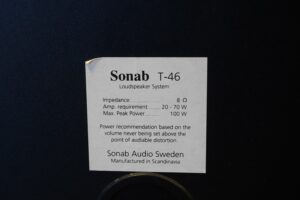 Sonab T-46
Loudspeaker System
Impedance ........ 8 Ω
Amp. requirement ..... 20 - 70 W
Max. Peak Power ..... 100 W
Power recommendation based on the
volume never being set above the
point of audiable distortion.
Sonab Audio Sweden
Manufactured in Scandinavia